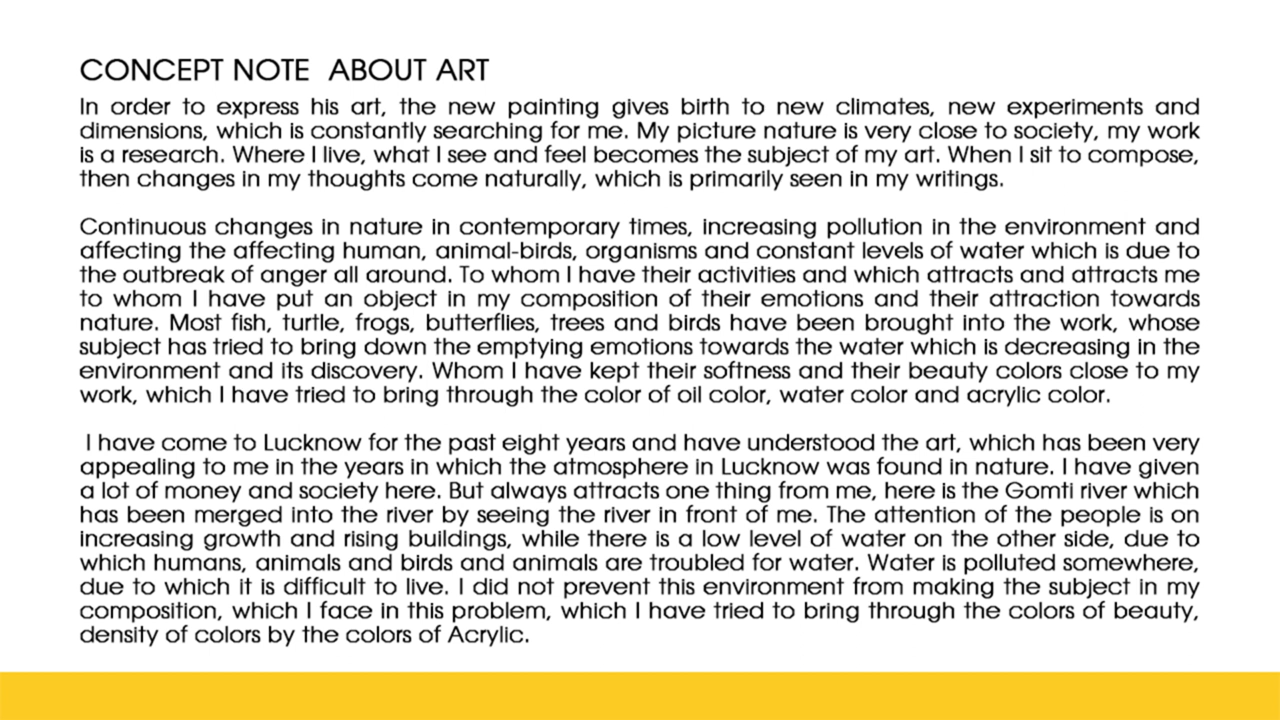 CONCEPT NOTE ABOUT ART
In order to express his art, the new painting gives birth to new climates, new experiments and
dimensions, which is constantly searching for me. My picture nature is very close to society, my work
is a research. Where I live, what I see and feel becomes the subject of my art. When I sit to compose,
then changes in my thoughts come naturally, which is primarily seen in my writings.
Continuous changes in nature in contemporary times, increasing pollution in the environment and
affecting the affecting human, animal-birds, organisms and constant levels of water which is due to
the outbreak of anger all around. To whom I have their activities and which attracts and attracts me
to whom I have put an object in my composition of their emotions and their attraction towards
nature. Most fish, turtle, frogs, butterflies, trees and birds have been brought into the work, whose
subject has tried to bring down the emptying emotions towards the water which is decreasing in the
environment and its discovery. Whom I have kept their softness and their beauty colors close to my
work, which I have tried to bring through the color of oil color, water color and acrylic color.
I have come to Lucknow for the past eight years and have understood the art, which has been very
appealing to me in the years in which the atmosphere in Lucknow was found in nature. I have given
a lot of money and society here. But always attracts one thing from me, here is the Gomti river which
has been merged into the river by seeing the river in front of me. The attention of the people is on
increasing growth and rising buildings, while there is a low level of water on the other side, due to
which humans, animals and birds and animals are troubled for water. Water is polluted somewhere,
due to which it is difficult to live. I did not prevent this environment from making the subject in my
composition, which I face in this problem, which I have tried to bring through the colors of beauty,
density of colors by the colors of Acrylic.